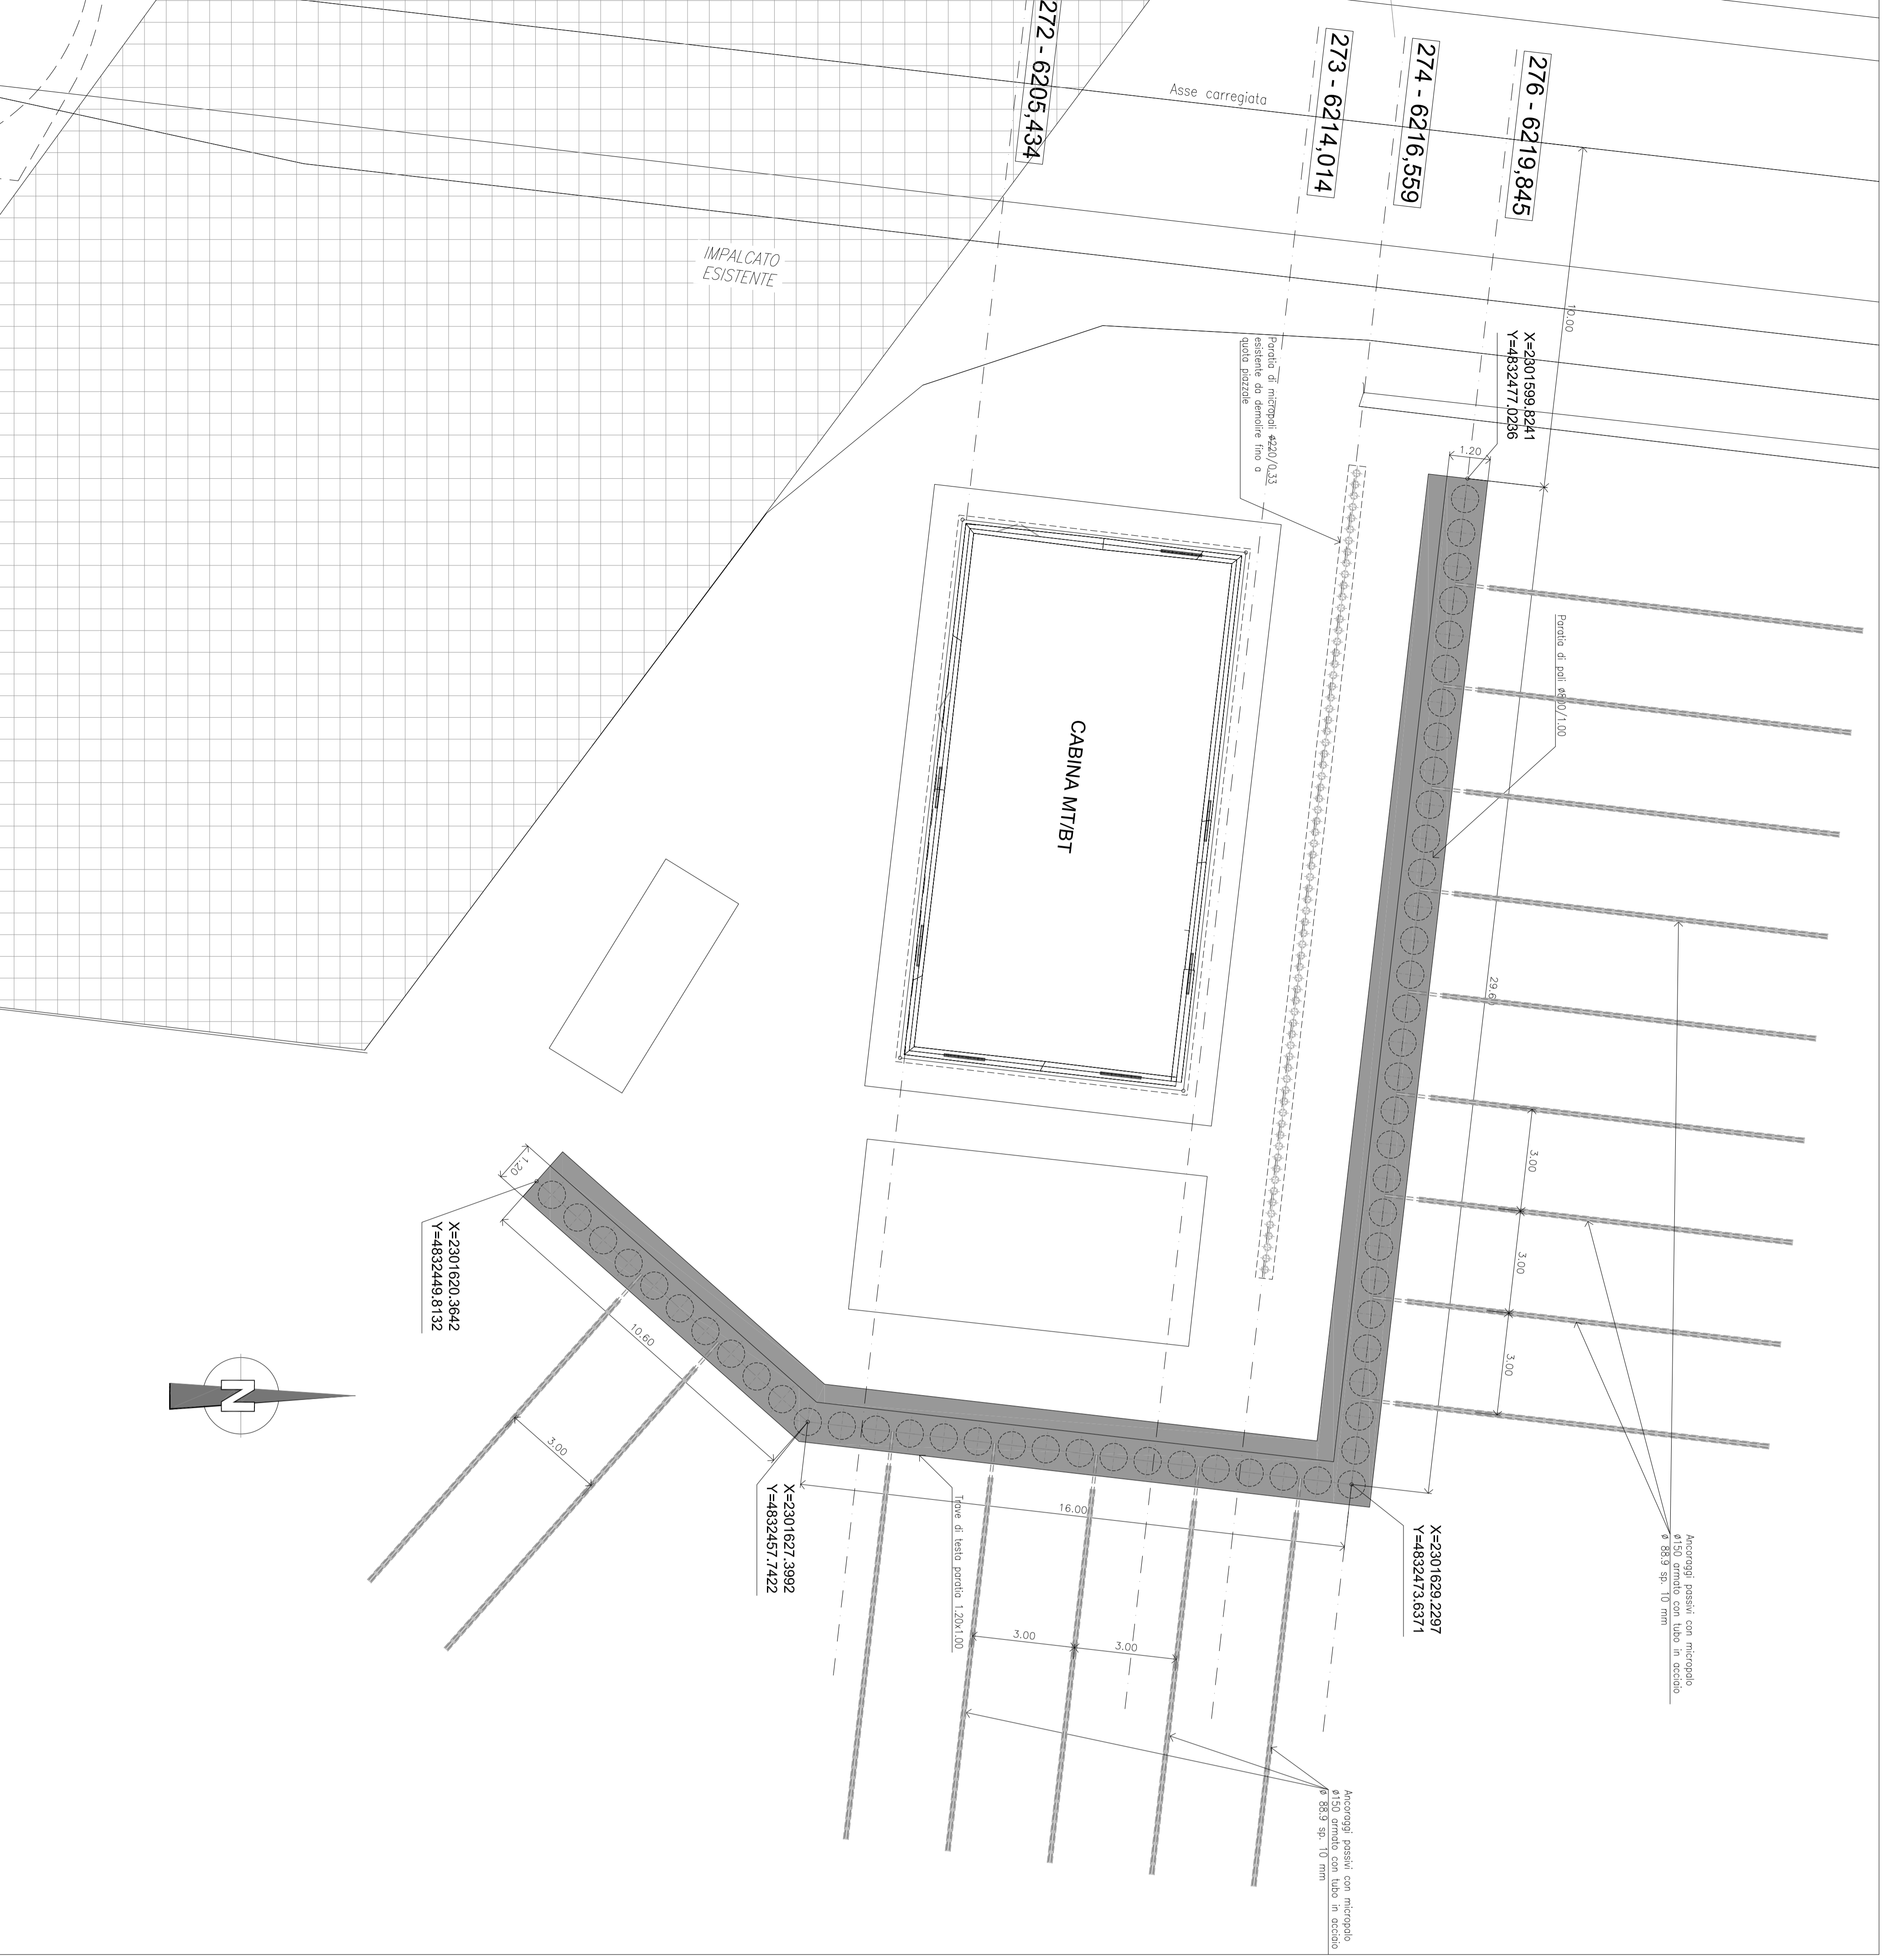 272 - 6205,434
273 - 6214,014
274 - 6216,559
276 - 6219,845
Asse carregiata
10.00
IMPALCATO
ESISTENTE
X=2301599.8241
Y=4832477.0236
Paratia di micropali ø220/0.33
esistente da demolire fino a
quota piazzale
1.20
Paratia di pali ø800/1.00
CABINA MT/BT
29.60
3.00
3.00
3.00
1.20
X=2301620.3642
Y=4832449.8132
10.60
3.00
N
X=2301627.3992
Y=4832457.7422
16.00
Trave di testa paratia 1.20x1.00
X=2301629.2297
Y=4832473.6371
3.00
3.00
Ancoraggi passivi con micropalo
ø150 armato con tubo in acciaio
ø 88.9 sp. 10 mm
Ancoraggi passivi con micropalo
ø150 armato con tubo in acciaio
ø 88.9 sp. 10 mm